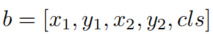 b = [x1, y1, x2, y2, cls]